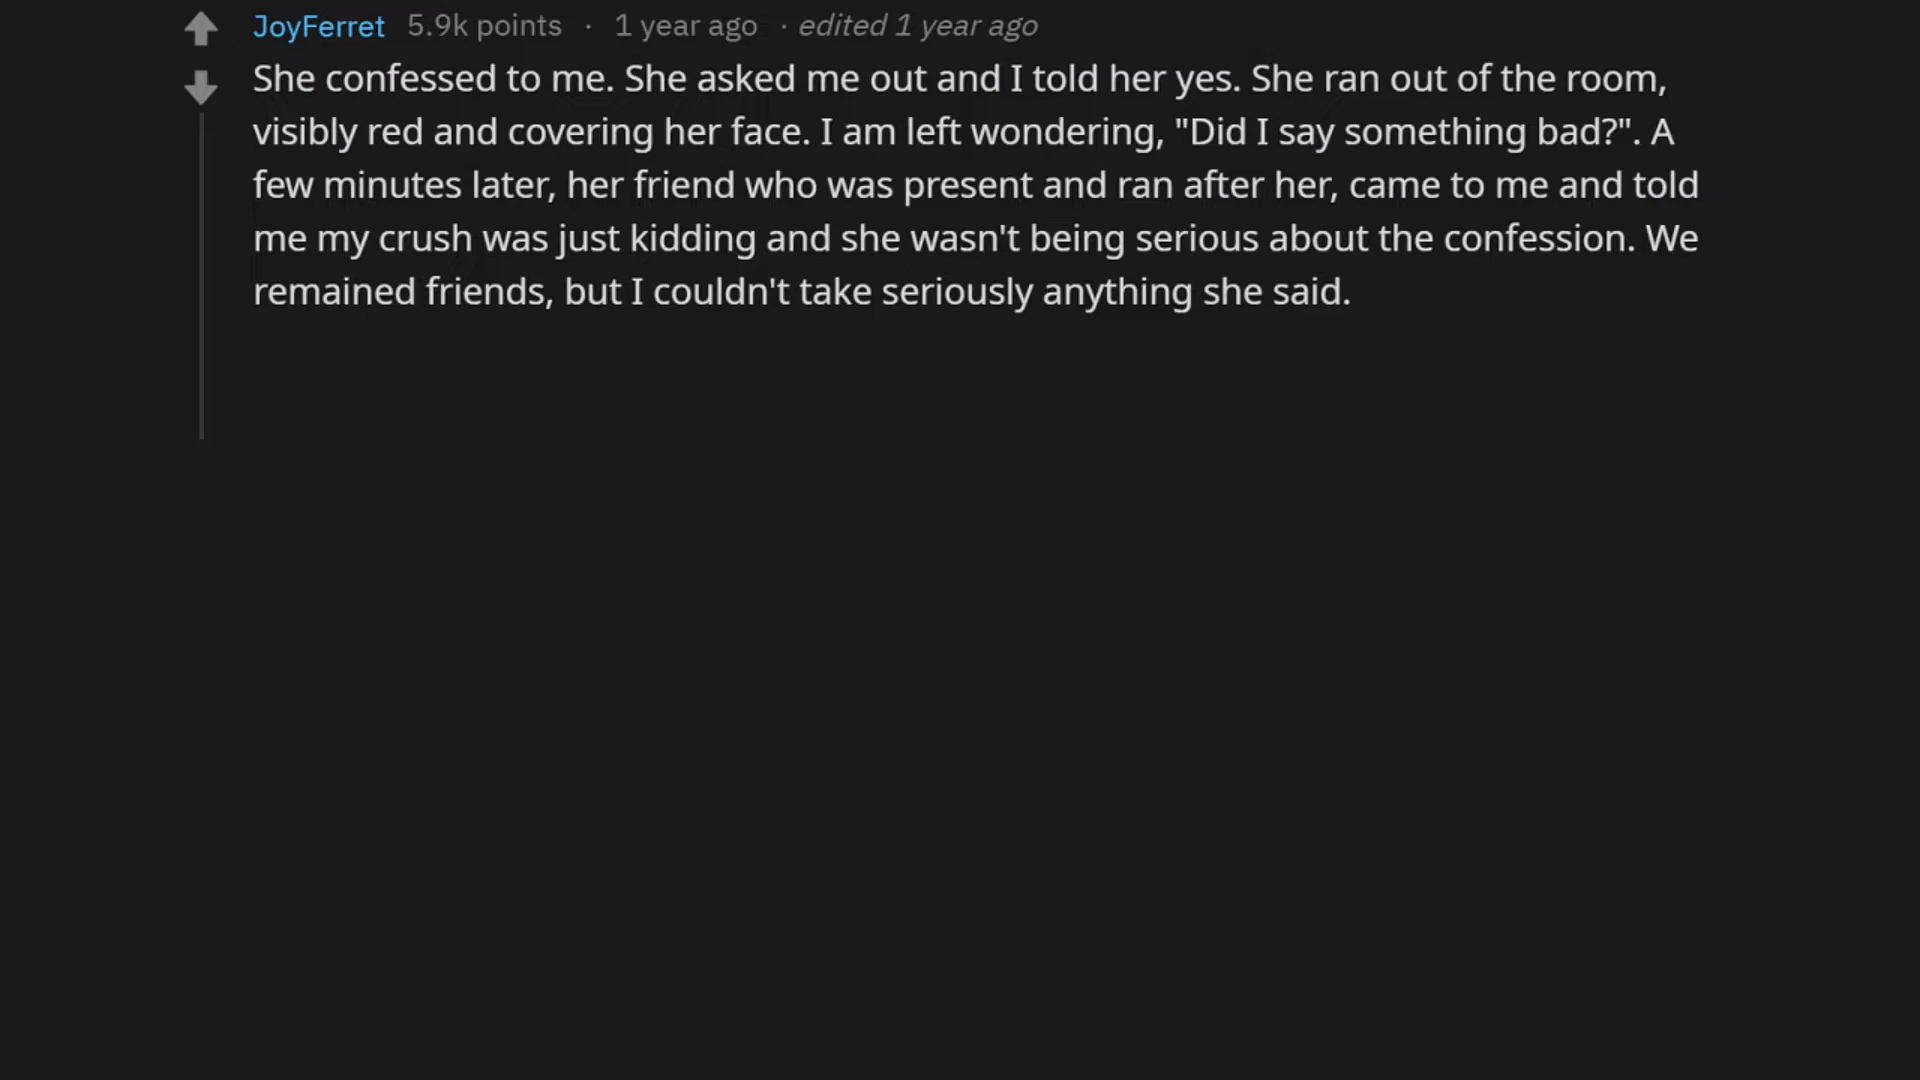 JoyFerret 5.9k points · 1 year ago · edited 1 year ago
She confessed to me. She asked me out and I told her yes. She ran out of the room,
visibly red and covering her face. I am left wondering, "Did I say something bad?". A
few minutes later, her friend who was present and ran after her, came to me and told
me my crush was just kidding and she wasn't being serious about the confession. We
remained friends, but I couldn't take seriously anything she said.